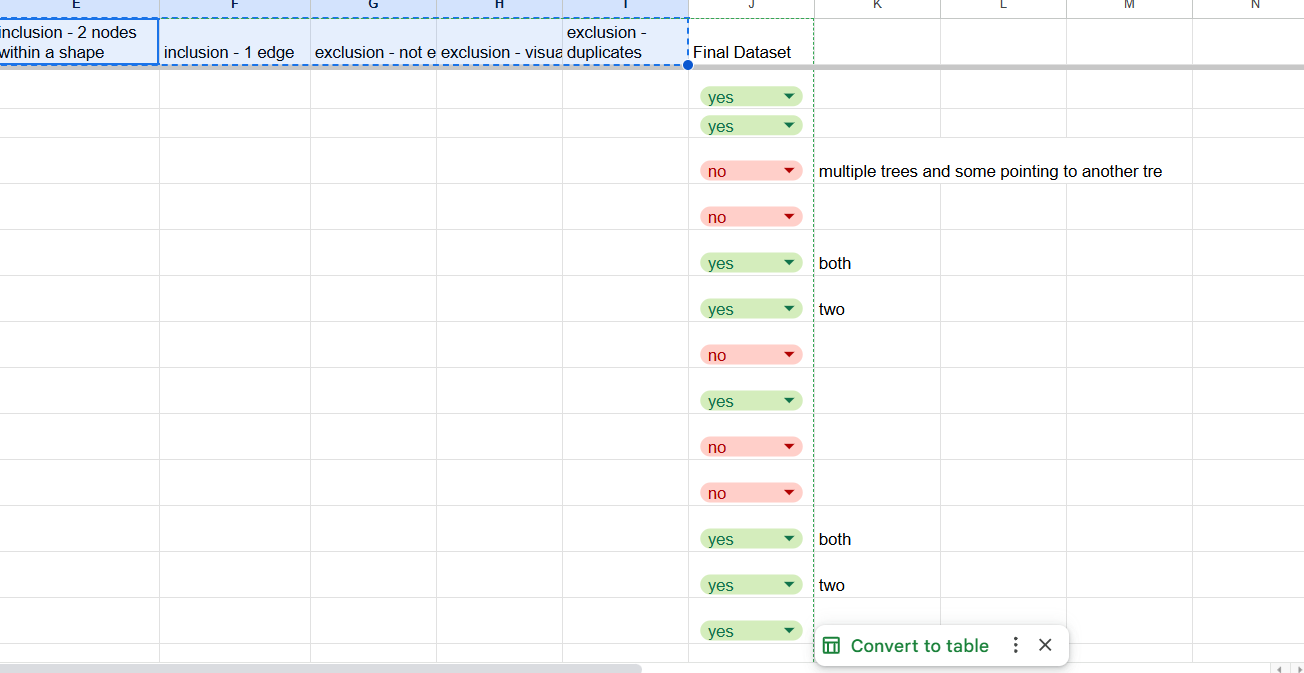 E F G H I J K L M N
inclusion - 2 nodes
within a shape
inclusion - 1 edge
exclusion - not e
exclusion - visua
exclusion -
duplicates
Final Dataset
yes
yes
no multiple trees and some pointing to another tre
no
yes both
yes two
no
yes
no
no
yes both
yes two
yes
Convert to table